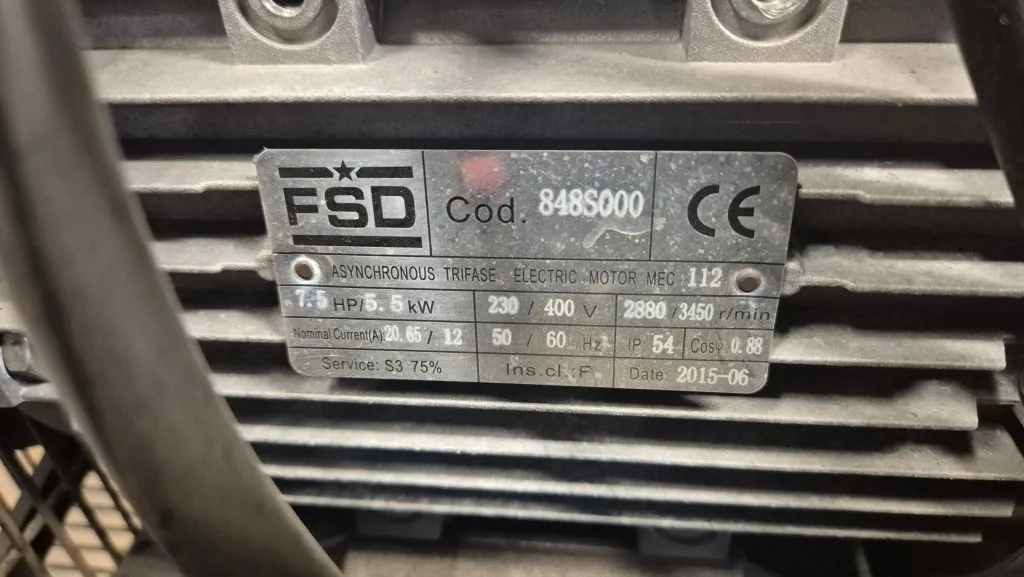 FSD
Cod. 848S000
CE
ASYNCHRONOUS TRIFASE ELECTRIC MOTOR MEC 112
7.5 HP/5.5 kW 230 / 400 V 2880 / 3450 r/min
Nominal Current(A): 20.65 / 12 50 / 60 Hz IP: 54 Cosφ 0.88
Service: S3 75% Ins.cl.:F Date: 2015-06